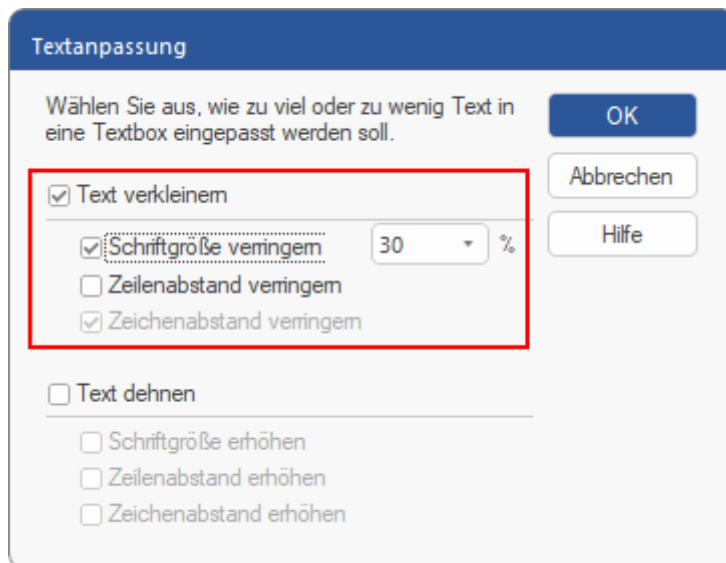 Textanpassung
Wählen Sie aus, wie zu viel oder zu wenig Text in
eine Textbox eingepasst werden soll.
OK
Abbrechen
Hilfe
Text verkleinern
Schriftgröße verringern 30 %
Zeilenabstand verringern
Zeichenabstand verringern
Text dehnen
Schriftgröße erhöhen
Zeilenabstand erhöhen
Zeichenabstand erhöhen